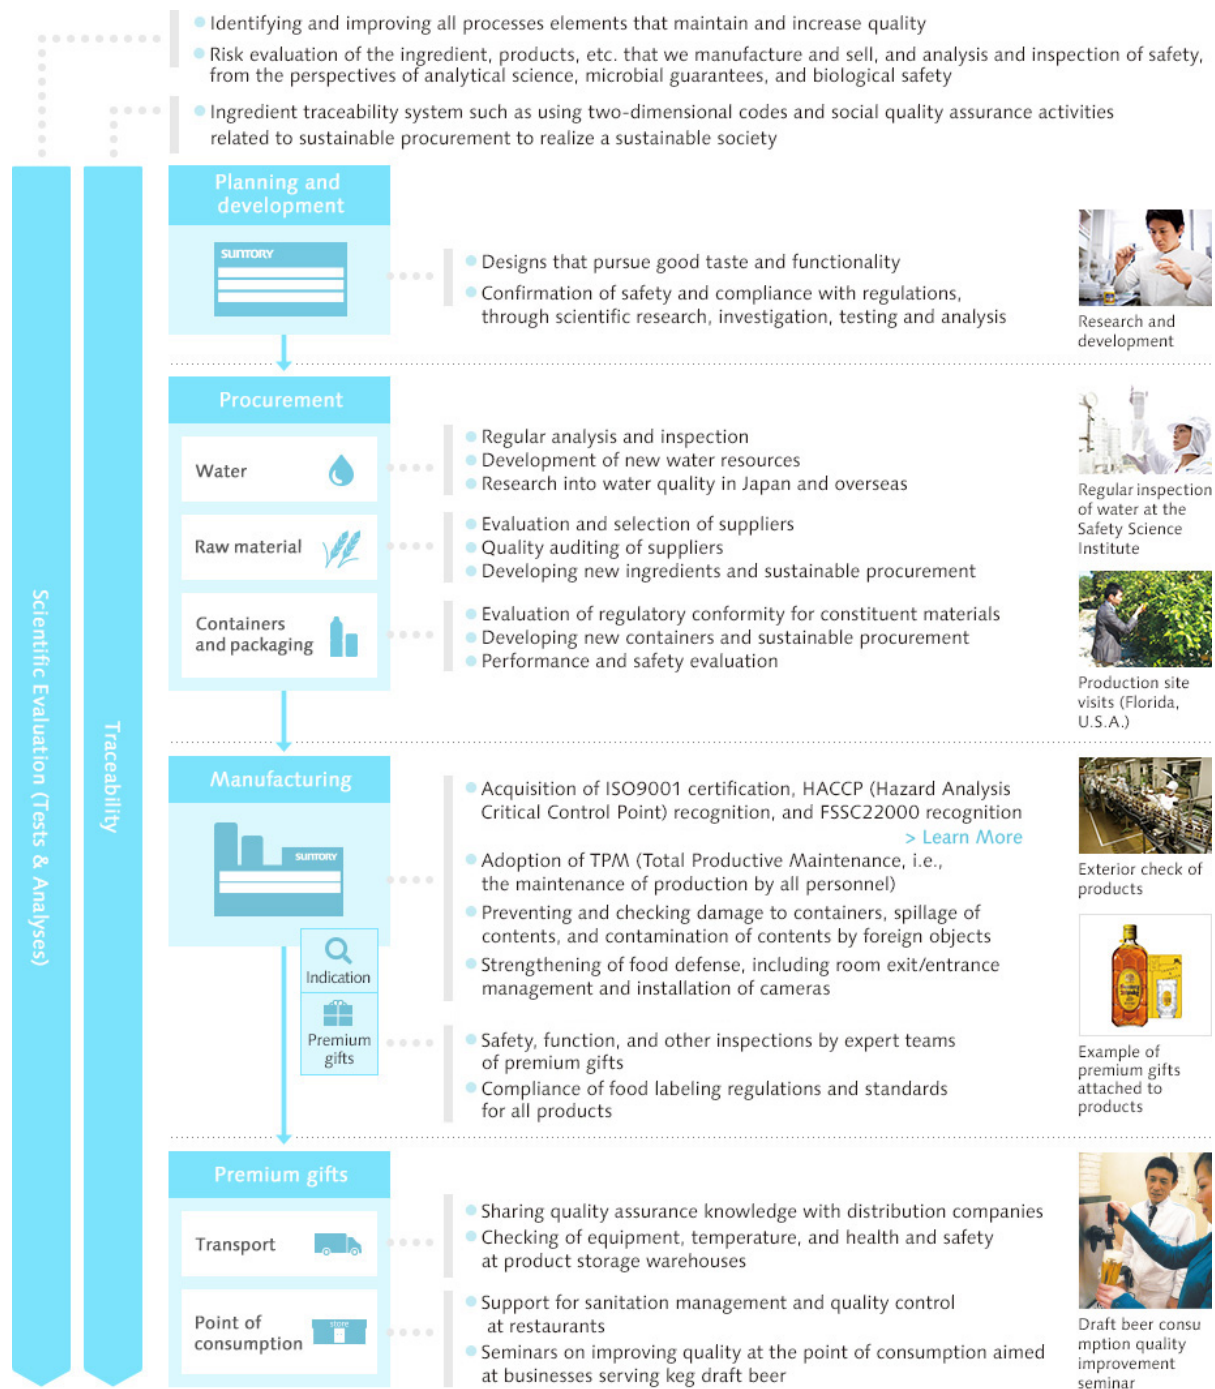 Identifying and improving all processes elements that maintain and increase quality
Risk evaluation of the ingredient, products, etc. that we manufacture and sell, and analysis and inspection of safety,
from the perspectives of analytical science, microbial guarantees, and biological safety
Ingredient traceability system such as using two-dimensional codes and social quality assurance activities
related to sustainable procurement to realize a sustainable society
Scientific Evaluation (Tests & Analyses)
Traceability
Planning and
development
SUNTORY
Designs that pursue good taste and functionality
Confirmation of safety and compliance with regulations,
through scientific research, investigation, testing and analysis
Research and
development
Procurement
Water
Regular analysis and inspection
Development of new water resources
Research into water quality in Japan and overseas
Regular inspection
of water at the
Safety Science
Institute
Raw material
Evaluation and selection of suppliers
Quality auditing of suppliers
Developing new ingredients and sustainable procurement
Containers
and packaging
Evaluation of regulatory conformity for constituent materials
Developing new containers and sustainable procurement
Performance and safety evaluation
Production site
visits (Florida,
U.S.A.)
Manufacturing
SUNTORY
Acquisition of ISO9001 certification, HACCP (Hazard Analysis
Critical Control Point) recognition, and FSSC22000 recognition
> Learn More
Adoption of TPM (Total Productive Maintenance, i.e.,
the maintenance of production by all personnel)
Preventing and checking damage to containers, spillage of
contents, and contamination of contents by foreign objects
Strengthening of food defense, including room exit/entrance
management and installation of cameras
Exterior check of
products
Indication
Premium
gifts
Safety, function, and other inspections by expert teams
of premium gifts
Compliance of food labeling regulations and standards
for all products
Example of
premium gifts
attached to
products
Premium gifts
Transport
Sharing quality assurance knowledge with distribution companies
Checking of equipment, temperature, and health and safety
at product storage warehouses
Point of
consumption
store
Support for sanitation management and quality control
at restaurants
Seminars on improving quality at the point of consumption aimed
at businesses serving keg draft beer
Draft beer consu
mption quality
improvement
seminar